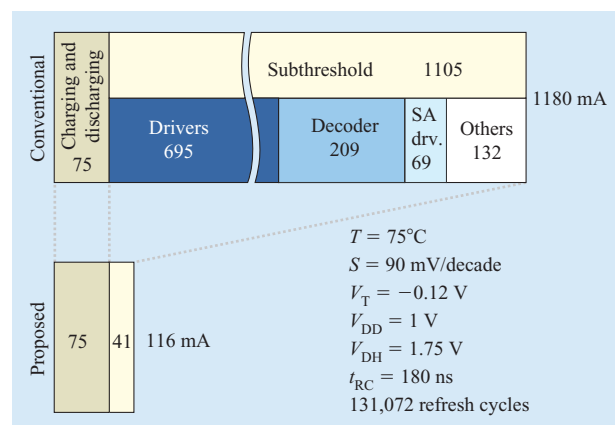 Conventional
Charging and
discharging
75
Subthreshold 1105
1180 mA
Drivers
695
Decoder
209
SA
drv.
69
Others
132
Proposed
75
41
116 mA
T = 75°C
S = 90 mV/decade
V_T = −0.12 V
V_DD = 1 V
V_DH = 1.75 V
t_RC = 180 ns
131,072 refresh cycles